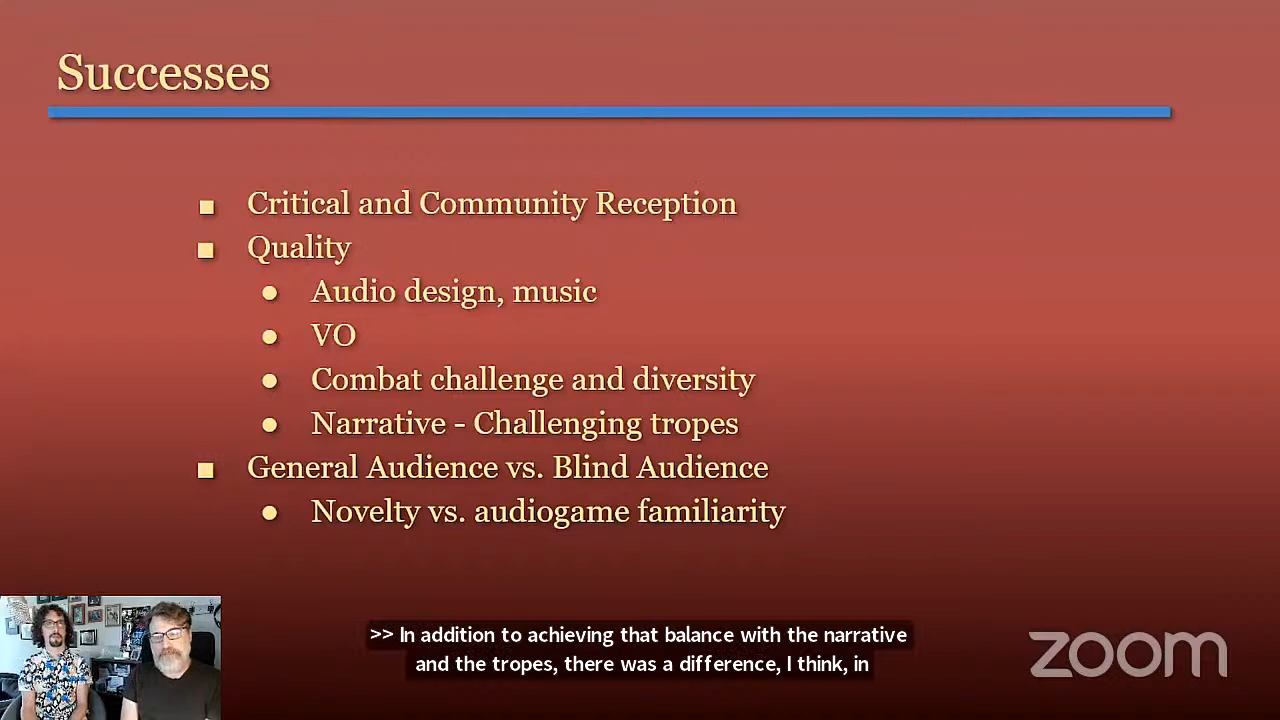 Successes
Critical and Community Reception
Quality
Audio design, music
VO
Combat challenge and diversity
Narrative - Challenging tropes
General Audience vs. Blind Audience
Novelty vs. audiogame familiarity
>> In addition to achieving that balance with the narrative
and the tropes, there was a difference, I think, in
zoom